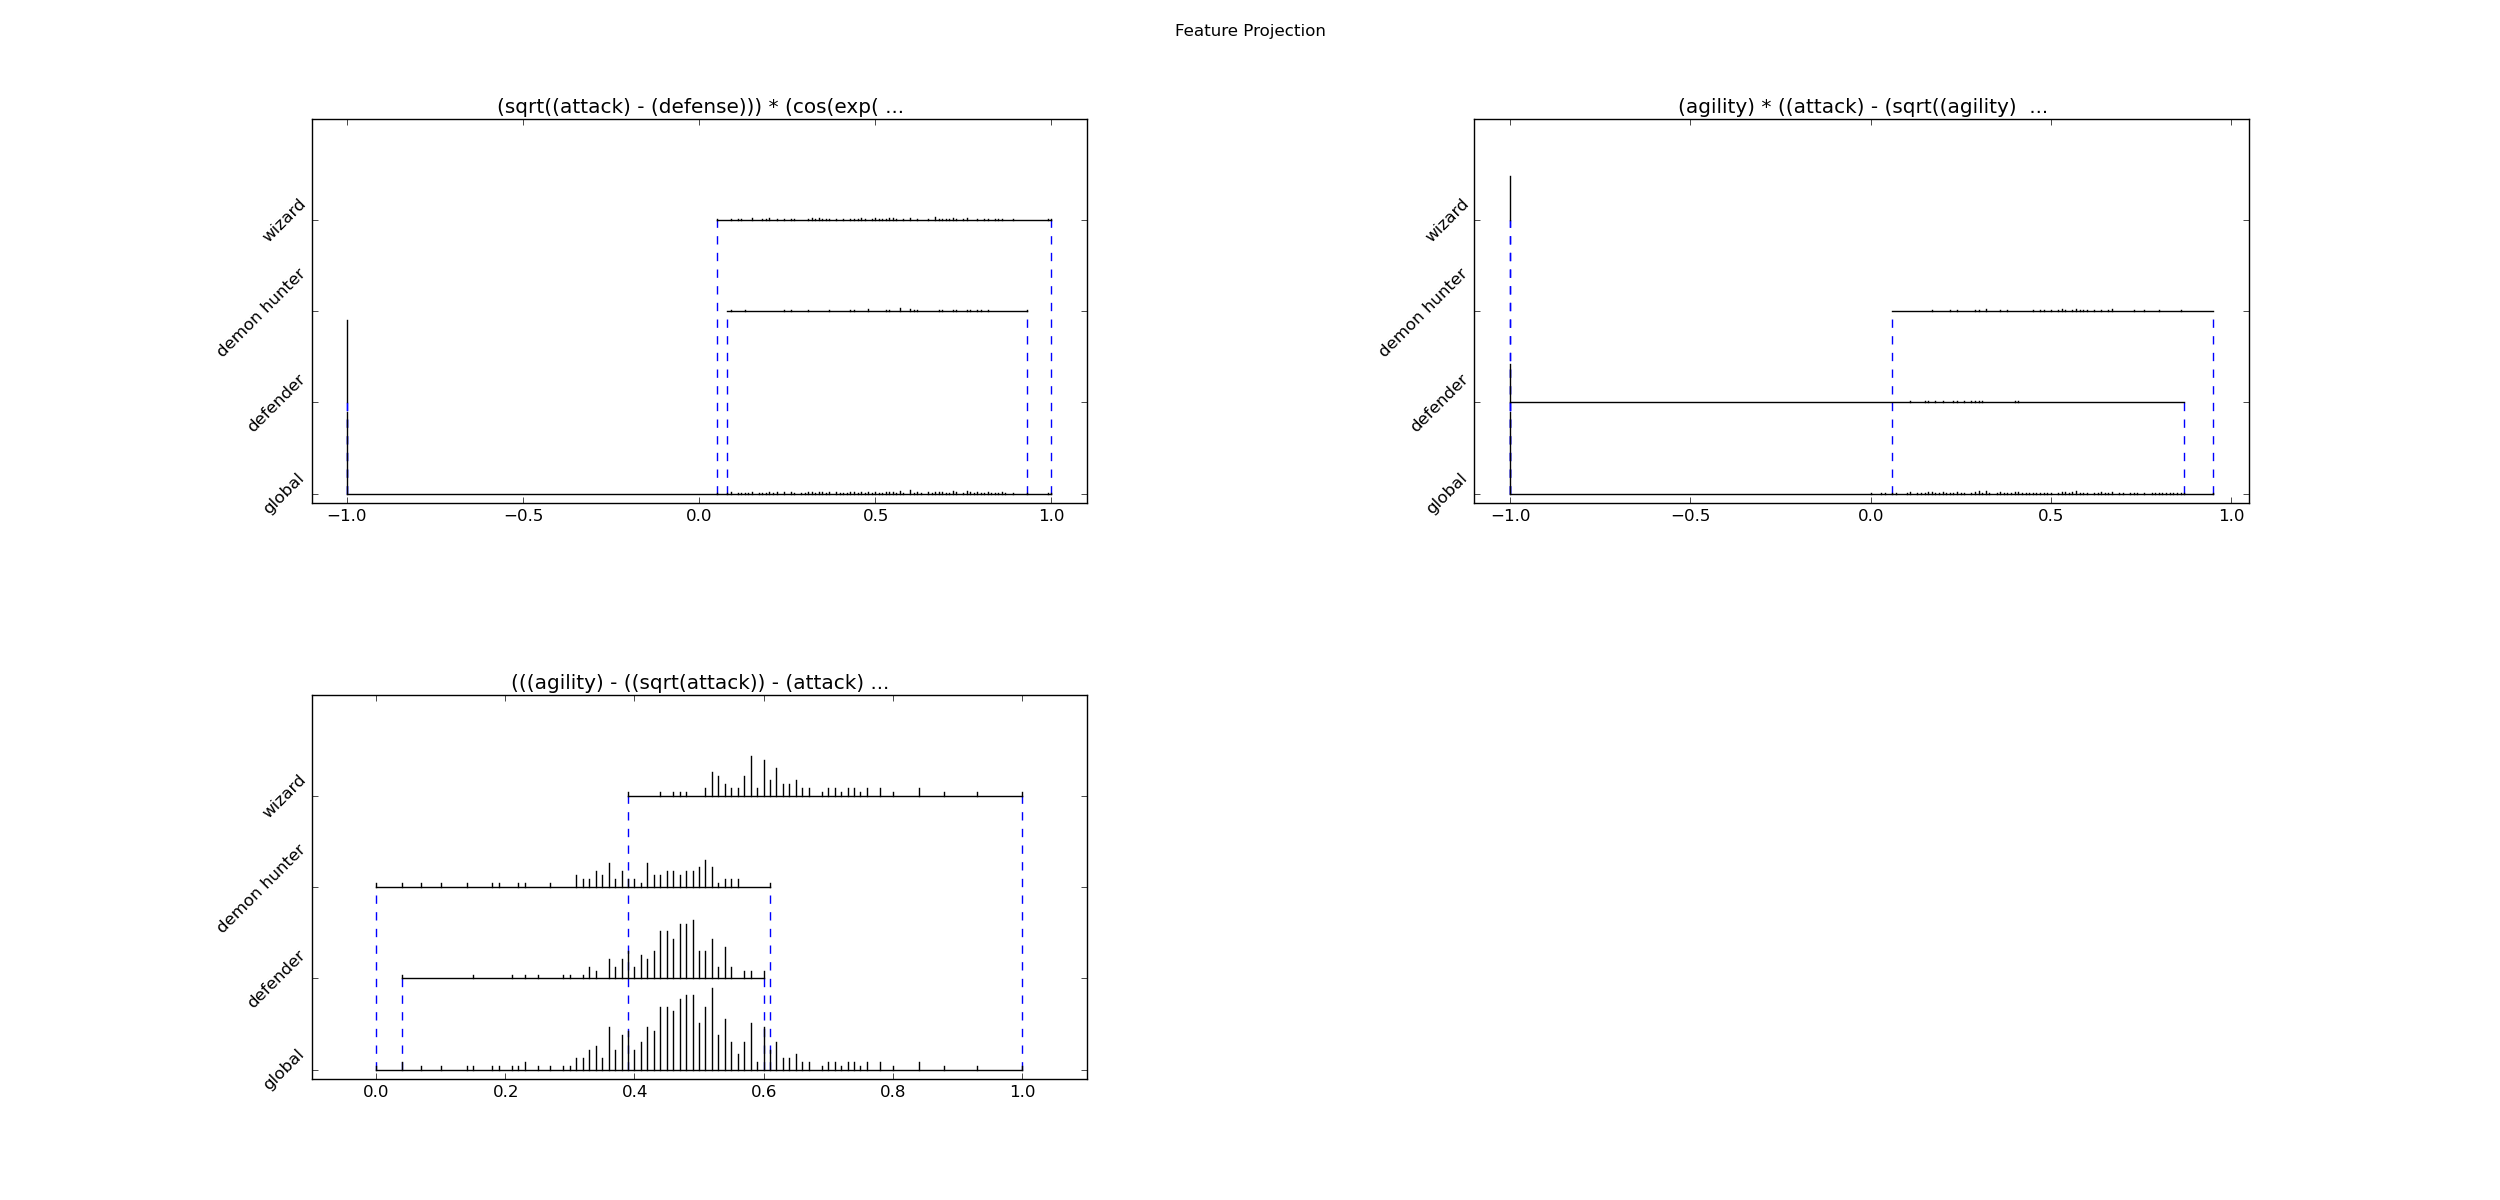 Feature Projection
(sqrt((attack) - (defense))) * (cos(exp( ...
wizard
demon hunter
defender
global
−1.0 −0.5 0.0 0.5 1.0
(agility) * ((attack) - (sqrt((agility)  ...
wizard
demon hunter
defender
global
−1.0 −0.5 0.0 0.5 1.0
(((agility) - ((sqrt(attack)) - (attack) ...
wizard
demon hunter
defender
global
0.0 0.2 0.4 0.6 0.8 1.0